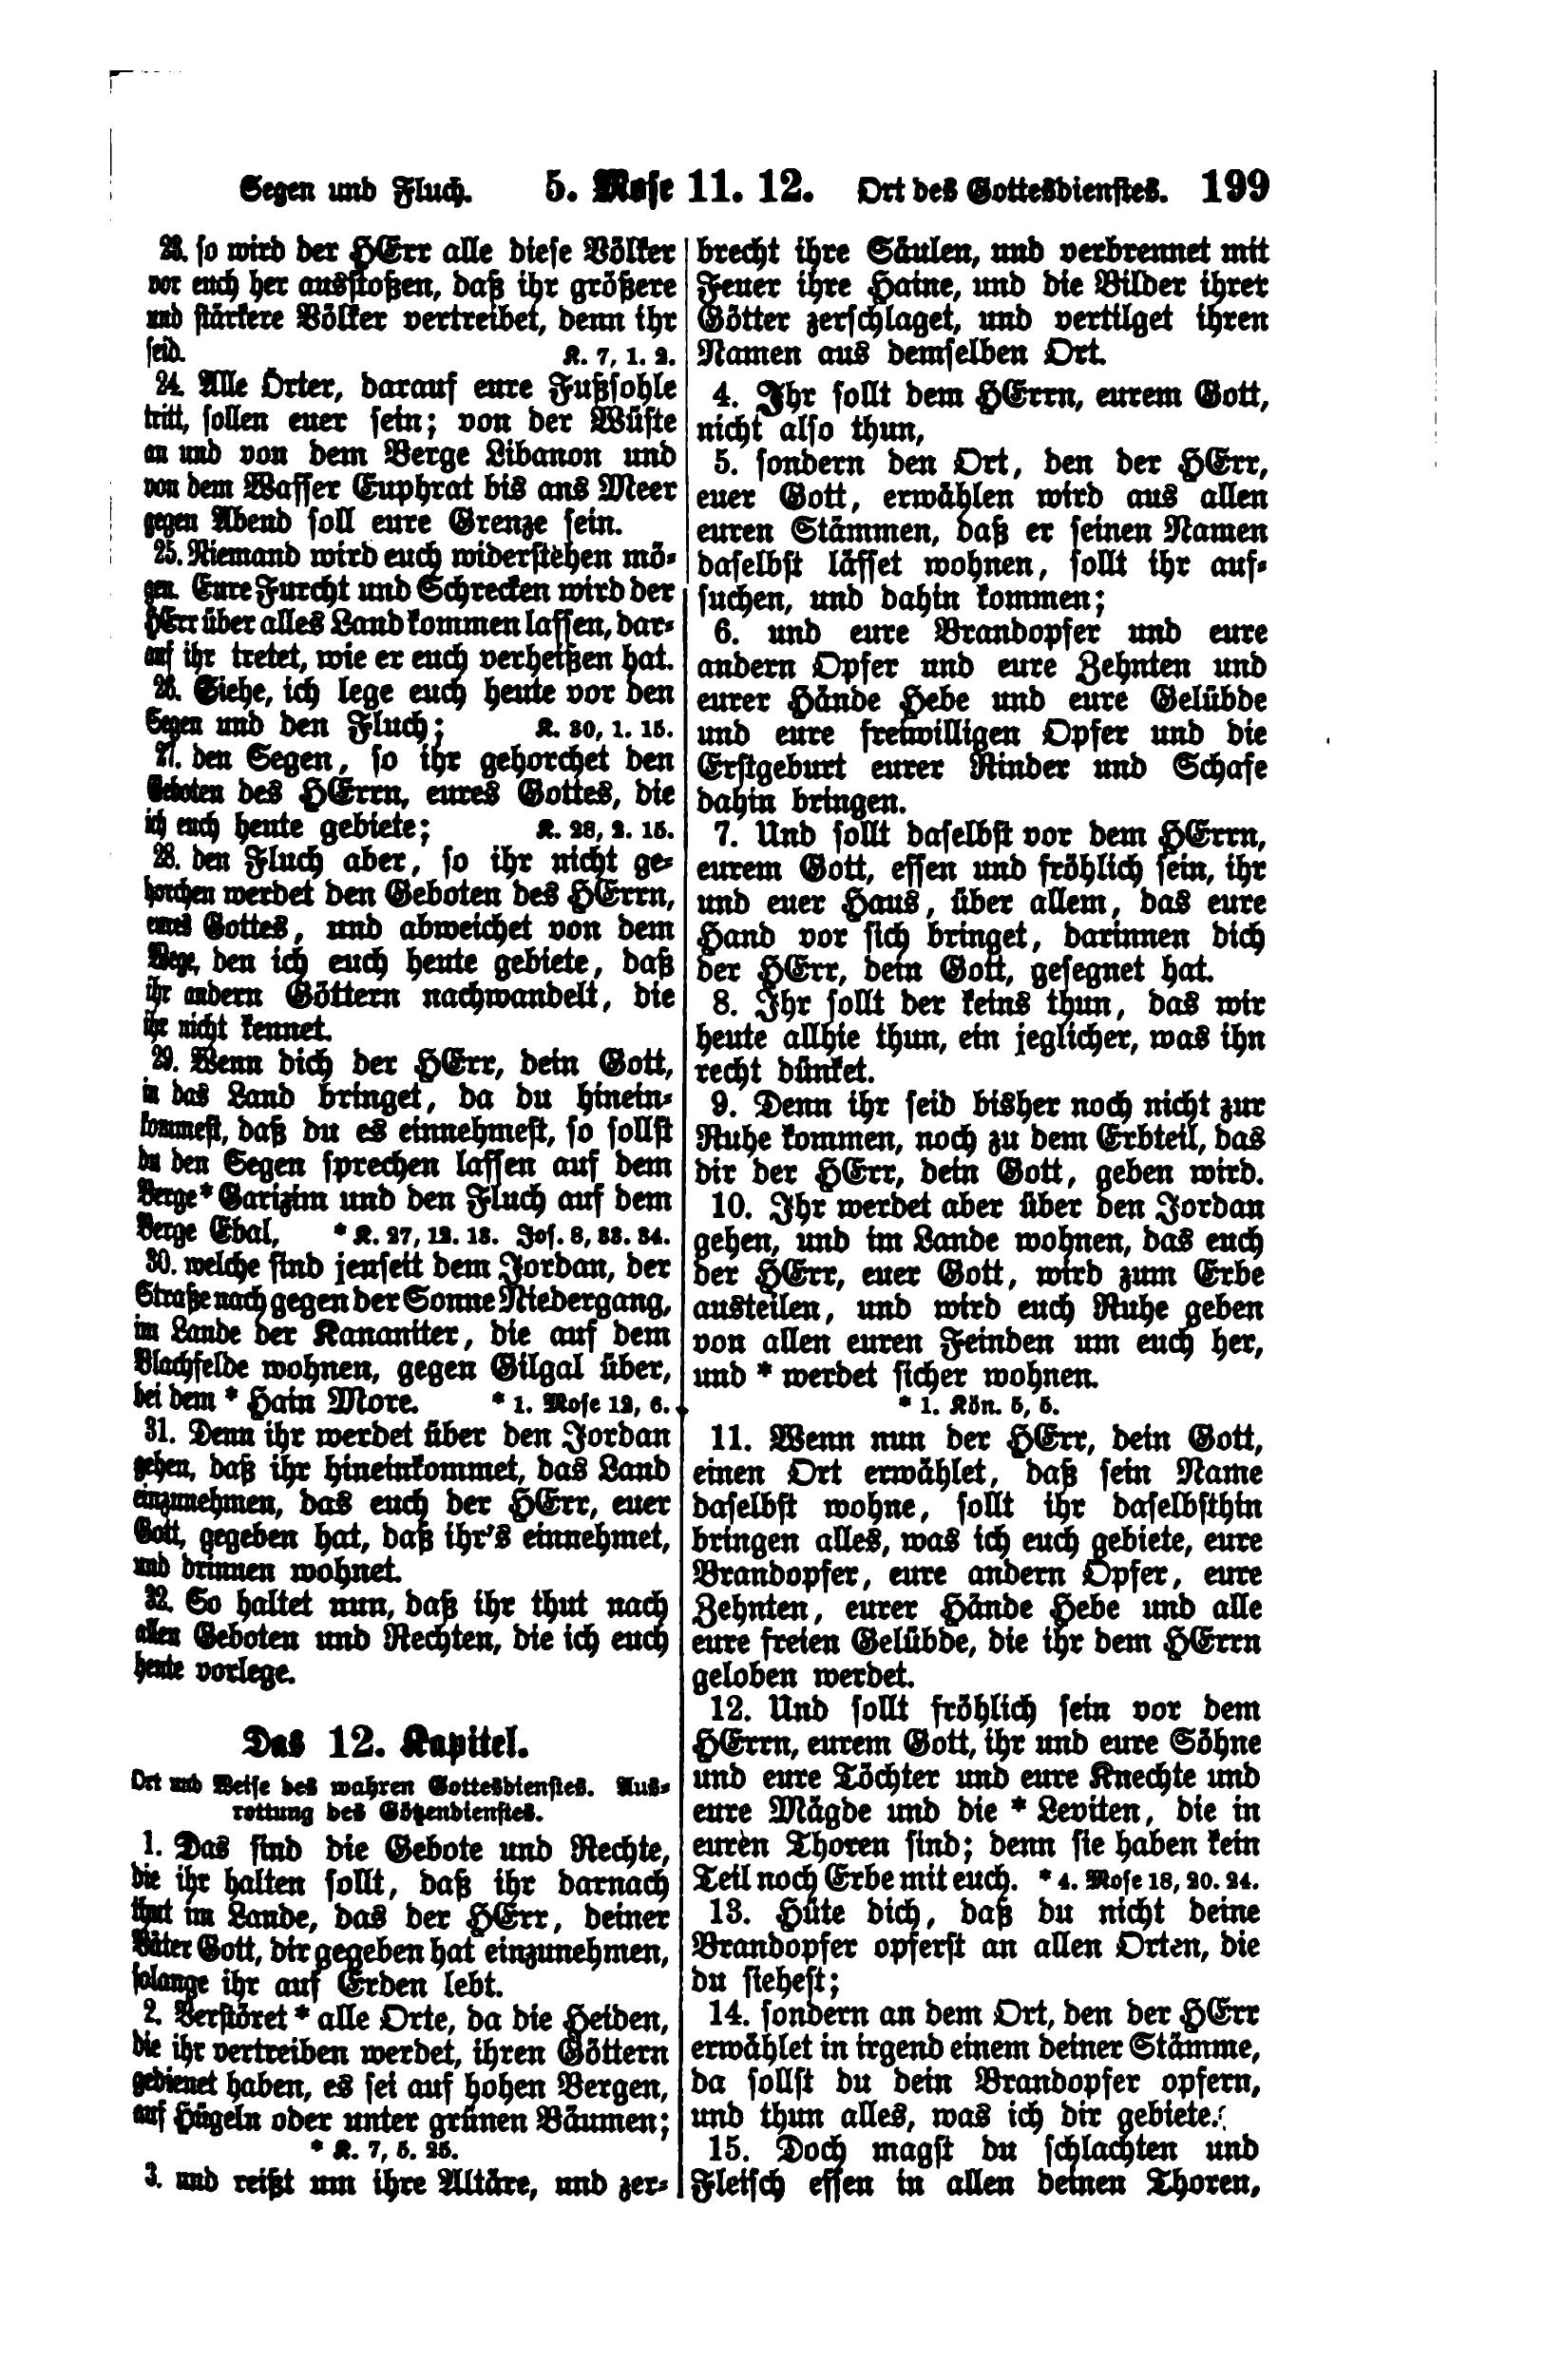 Segen und Fluch. 5. Mose 11. 12. Ort des Gottesdienstes. 199
23. so wird der HErr alle diese Völker
vor euch her ausstoßen, daß ihr größere
und stärkere Völker vertreibet, denn ihr
seid. K. 7, 1. 2.
24. Alle Örter, darauf eure Fußsohle
tritt, sollen euer sein; von der Wüste
an und von dem Berge Libanon und
von dem Wasser Euphrat bis ans Meer
gegen Abend soll eure Grenze sein.
25. Niemand wird euch widerstehen mö-
gen. Eure Furcht und Schrecken wird der
HErr über alles Land kommen lassen, dar-
auf ihr tretet, wie er euch verheißen hat.
26. Siehe, ich lege euch heute vor den
Segen und den Fluch; K. 30, 1. 15.
27. den Segen, so ihr gehorchet den
Geboten des HErrn, eures Gottes, die
ich euch heute gebiete; K. 28, 2. 15.
28. den Fluch aber, so ihr nicht ge-
horchen werdet den Geboten des HErrn,
eures Gottes, und abweichet von dem
Wege, den ich euch heute gebiete, daß
ihr andern Göttern nachwandelt, die
ihr nicht kennet.
29. Wenn dich der HErr, dein Gott,
in das Land bringet, da du hinein-
kommest, daß du es einnehmest, so sollst
du den Segen sprechen lassen auf dem
Berge* Garizim und den Fluch auf dem
Berge Ebal, * K. 27, 12. 13. Jos. 8, 33. 34.
30. welche sind jenseit dem Jordan, der
Straße nach gegen der Sonne Niedergang,
im Lande der Kananiter, die auf dem
Blachfelde wohnen, gegen Gilgal über,
bei dem * Hain More. * 1. Mose 12, 6.
31. Denn ihr werdet über den Jordan
gehen, daß ihr hineinkommet, das Land
einzunehmen, das euch der HErr, euer
Gott, gegeben hat, daß ihr's einnehmet,
und drinnen wohnet.
32. So haltet nun, daß ihr thut nach
allen Geboten und Rechten, die ich euch
heute vorlege.
Das 12. Kapitel.
Ort und Weise des wahren Gottesdienstes. Aus-
rottung des Götzendienstes.
1. Das sind die Gebote und Rechte,
die ihr halten sollt, daß ihr darnach
thut im Lande, das der HErr, deiner
Väter Gott, dir gegeben hat einzunehmen,
solange ihr auf Erden lebt.
2. Verstöret * alle Orte, da die Heiden,
die ihr vertreiben werdet, ihren Göttern
gedienet haben, es sei auf hohen Bergen,
auf Hügeln oder unter grünen Bäumen;
* K. 7, 5. 25.
3. und reißt um ihre Altäre, und zer-
brecht ihre Säulen, und verbrennet mit
Feuer ihre Haine, und die Bilder ihrer
Götter zerschlaget, und vertilget ihren
Namen aus demselben Ort.
4. Ihr sollt dem HErrn, eurem Gott,
nicht also thun,
5. sondern den Ort, den der HErr,
euer Gott, erwählen wird aus allen
euren Stämmen, daß er seinen Namen
daselbst lässet wohnen, sollt ihr auf-
suchen, und dahin kommen;
6. und eure Brandopfer und eure
andern Opfer und eure Zehnten und
eurer Hände Hebe und eure Gelübde
und eure freiwilligen Opfer und die
Erstgeburt eurer Rinder und Schafe
dahin bringen.
7. Und sollt daselbst vor dem HErrn,
eurem Gott, essen und fröhlich sein, ihr
und euer Haus, über allem, das eure
Hand vor sich bringet, darinnen dich
der HErr, dein Gott, gesegnet hat.
8. Ihr sollt der keins thun, das wir
heute allhie thun, ein jeglicher, was ihn
recht dünket.
9. Denn ihr seid bisher noch nicht zur
Ruhe kommen, noch zu dem Erbteil, das
dir der HErr, dein Gott, geben wird.
10. Ihr werdet aber über den Jordan
gehen, und im Lande wohnen, das euch
der HErr, euer Gott, wird zum Erbe
austeilen, und wird euch Ruhe geben
von allen euren Feinden um euch her,
und * werdet sicher wohnen.
* 1. Kön. 5, 5.
11. Wenn nun der HErr, dein Gott,
einen Ort erwählet, daß sein Name
daselbst wohne, sollt ihr daselbsthin
bringen alles, was ich euch gebiete, eure
Brandopfer, eure andern Opfer, eure
Zehnten, eurer Hände Hebe und alle
eure freien Gelübde, die ihr dem HErrn
geloben werdet.
12. Und sollt fröhlich sein vor dem
HErrn, eurem Gott, ihr und eure Söhne
und eure Töchter und eure Knechte und
eure Mägde und die * Leviten, die in
euren Thoren sind; denn sie haben kein
Teil noch Erbe mit euch. * 4. Mose 18, 20. 24.
13. Hüte dich, daß du nicht deine
Brandopfer opferst an allen Orten, die
du siehest;
14. sondern an dem Ort, den der HErr
erwählet in irgend einem deiner Stämme,
da sollst du dein Brandopfer opfern,
und thun alles, was ich dir gebiete.
15. Doch magst du schlachten und
Fleisch essen in allen deinen Thoren,